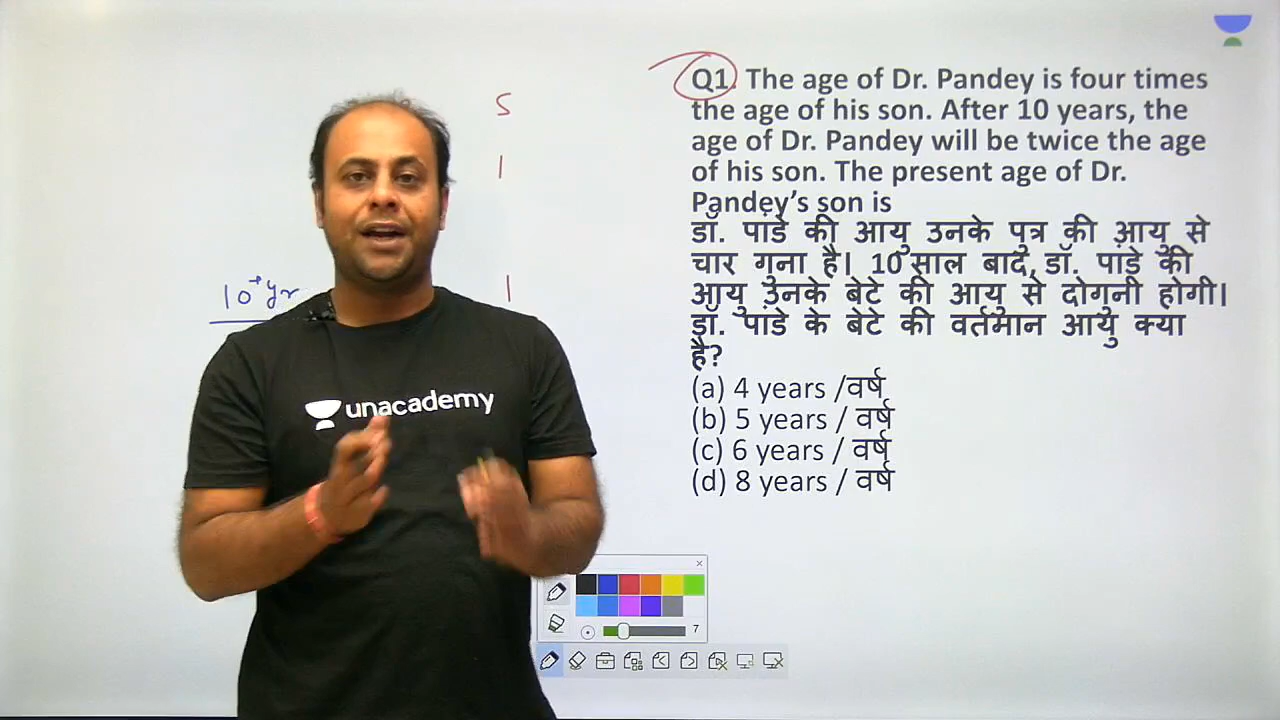 Q1. The age of Dr. Pandey is four times
the age of his son. After 10 years, the
age of Dr. Pandey will be twice the age
of his son. The present age of Dr.
Pandey's son is
डॉ. पांडे की आयु उनके पुत्र की आयु से
चार गुना है। 10 साल बाद, डॉ. पांडे की
आयु उनके बेटे की आयु से दोगुनी होगी।
डॉ. पांडे के बेटे की वर्तमान आयु क्या
है?
(a) 4 years /वर्ष
(b) 5 years / वर्ष
(c) 6 years / वर्ष
(d) 8 years / वर्ष
S
1
10 yr
1
unacademy
7